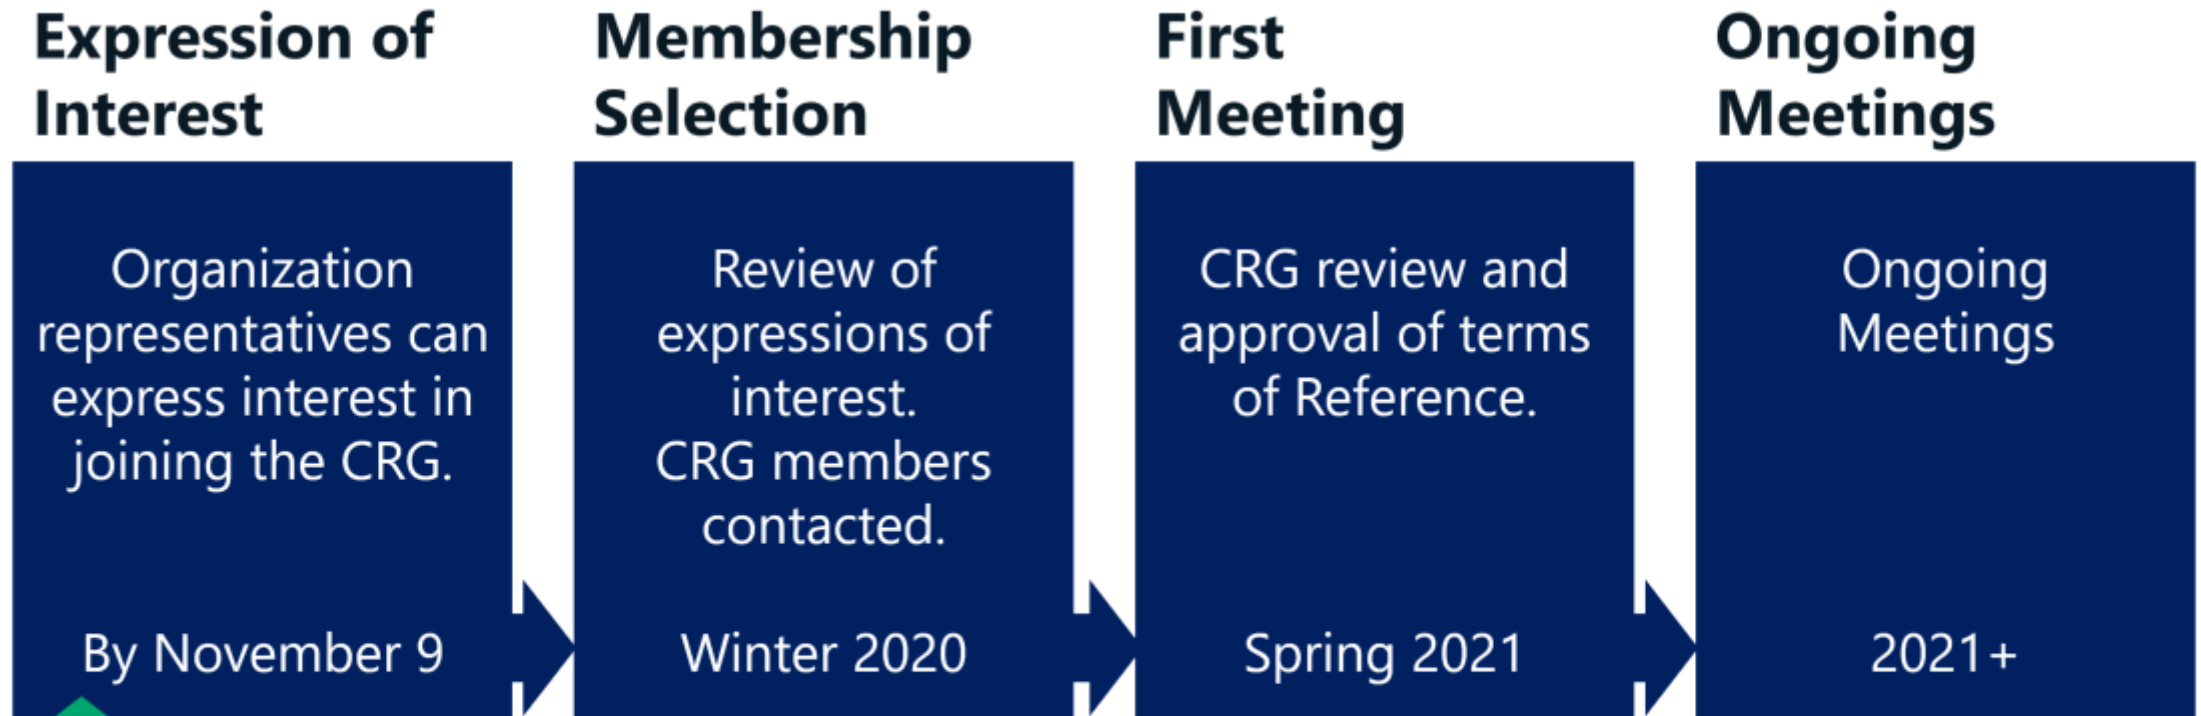 Expression of
Interest
Organization
representatives can
express interest in
joining the CRG.
By November 9
Membership
Selection
Review of
expressions of
interest.
CRG members
contacted.
Winter 2020
First
Meeting
CRG review and
approval of terms
of Reference.
Spring 2021
Ongoing
Meetings
Ongoing
Meetings
2021+